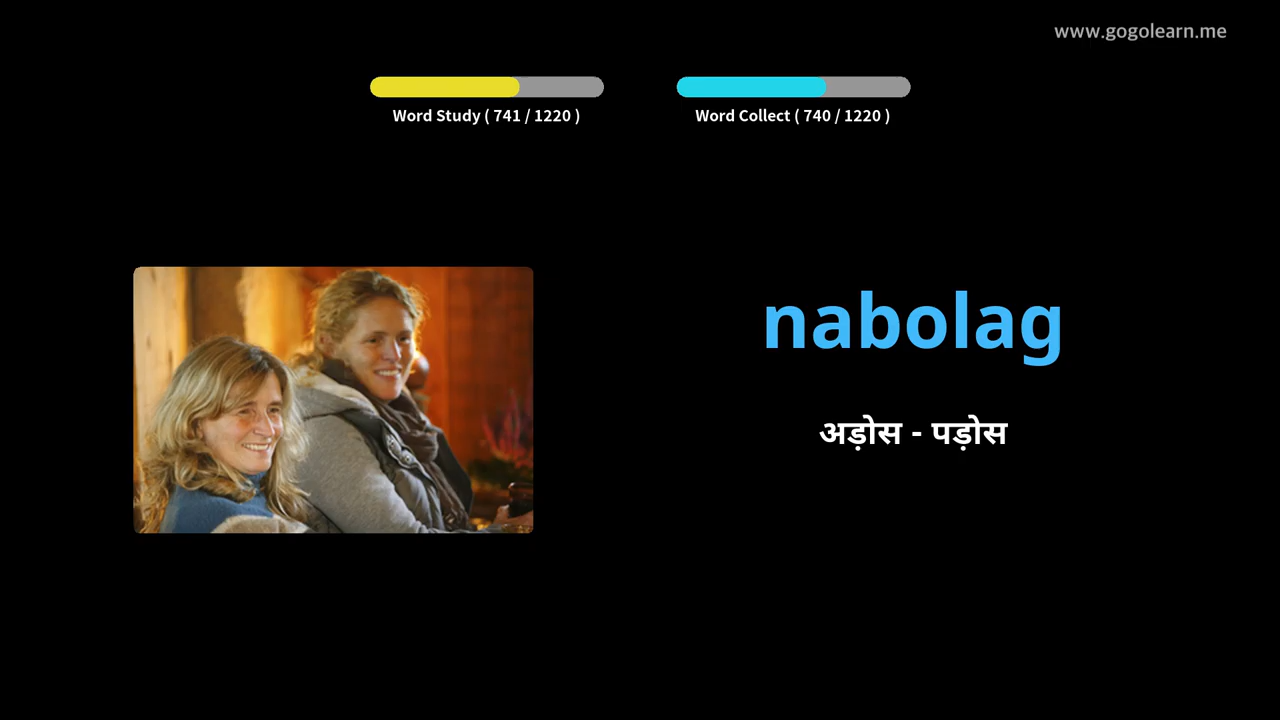 www.gogolearn.me
Word Study ( 741 / 1220 )
Word Collect ( 740 / 1220 )
nabolag
अड़ोस - पड़ोस